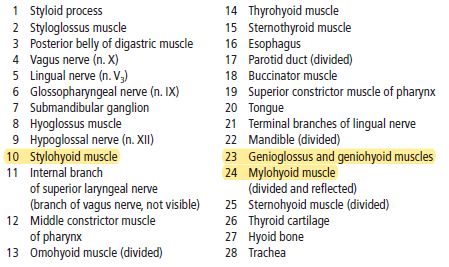 1 Styloid process
2 Styloglossus muscle
3 Posterior belly of digastric muscle
4 Vagus nerve (n. X)
5 Lingual nerve (n. V3)
6 Glossopharyngeal nerve (n. IX)
7 Submandibular ganglion
8 Hyoglossus muscle
9 Hypoglossal nerve (n. XII)
10 Stylohyoid muscle
11 Internal branch
of superior laryngeal nerve
(branch of vagus nerve, not visible)
12 Middle constrictor muscle
of pharynx
13 Omohyoid muscle (divided)
14 Thyrohyoid muscle
15 Sternothyroid muscle
16 Esophagus
17 Parotid duct (divided)
18 Buccinator muscle
19 Superior constrictor muscle of pharynx
20 Tongue
21 Terminal branches of lingual nerve
22 Mandible (divided)
23 Genioglossus and geniohyoid muscles
24 Mylohyoid muscle
(divided and reflected)
25 Sternohyoid muscle (divided)
26 Thyroid cartilage
27 Hyoid bone
28 Trachea